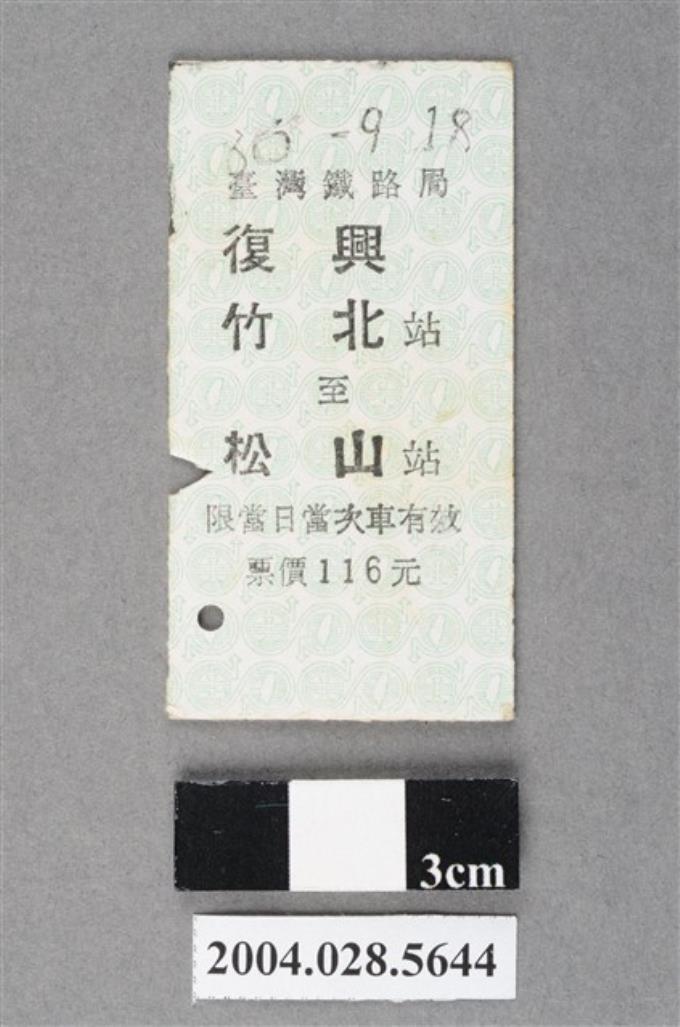 -9 18
臺灣鐵路局
復興
竹北站
至
松山站
限當日當次車有效
票價116元
3cm
2004.028.5644